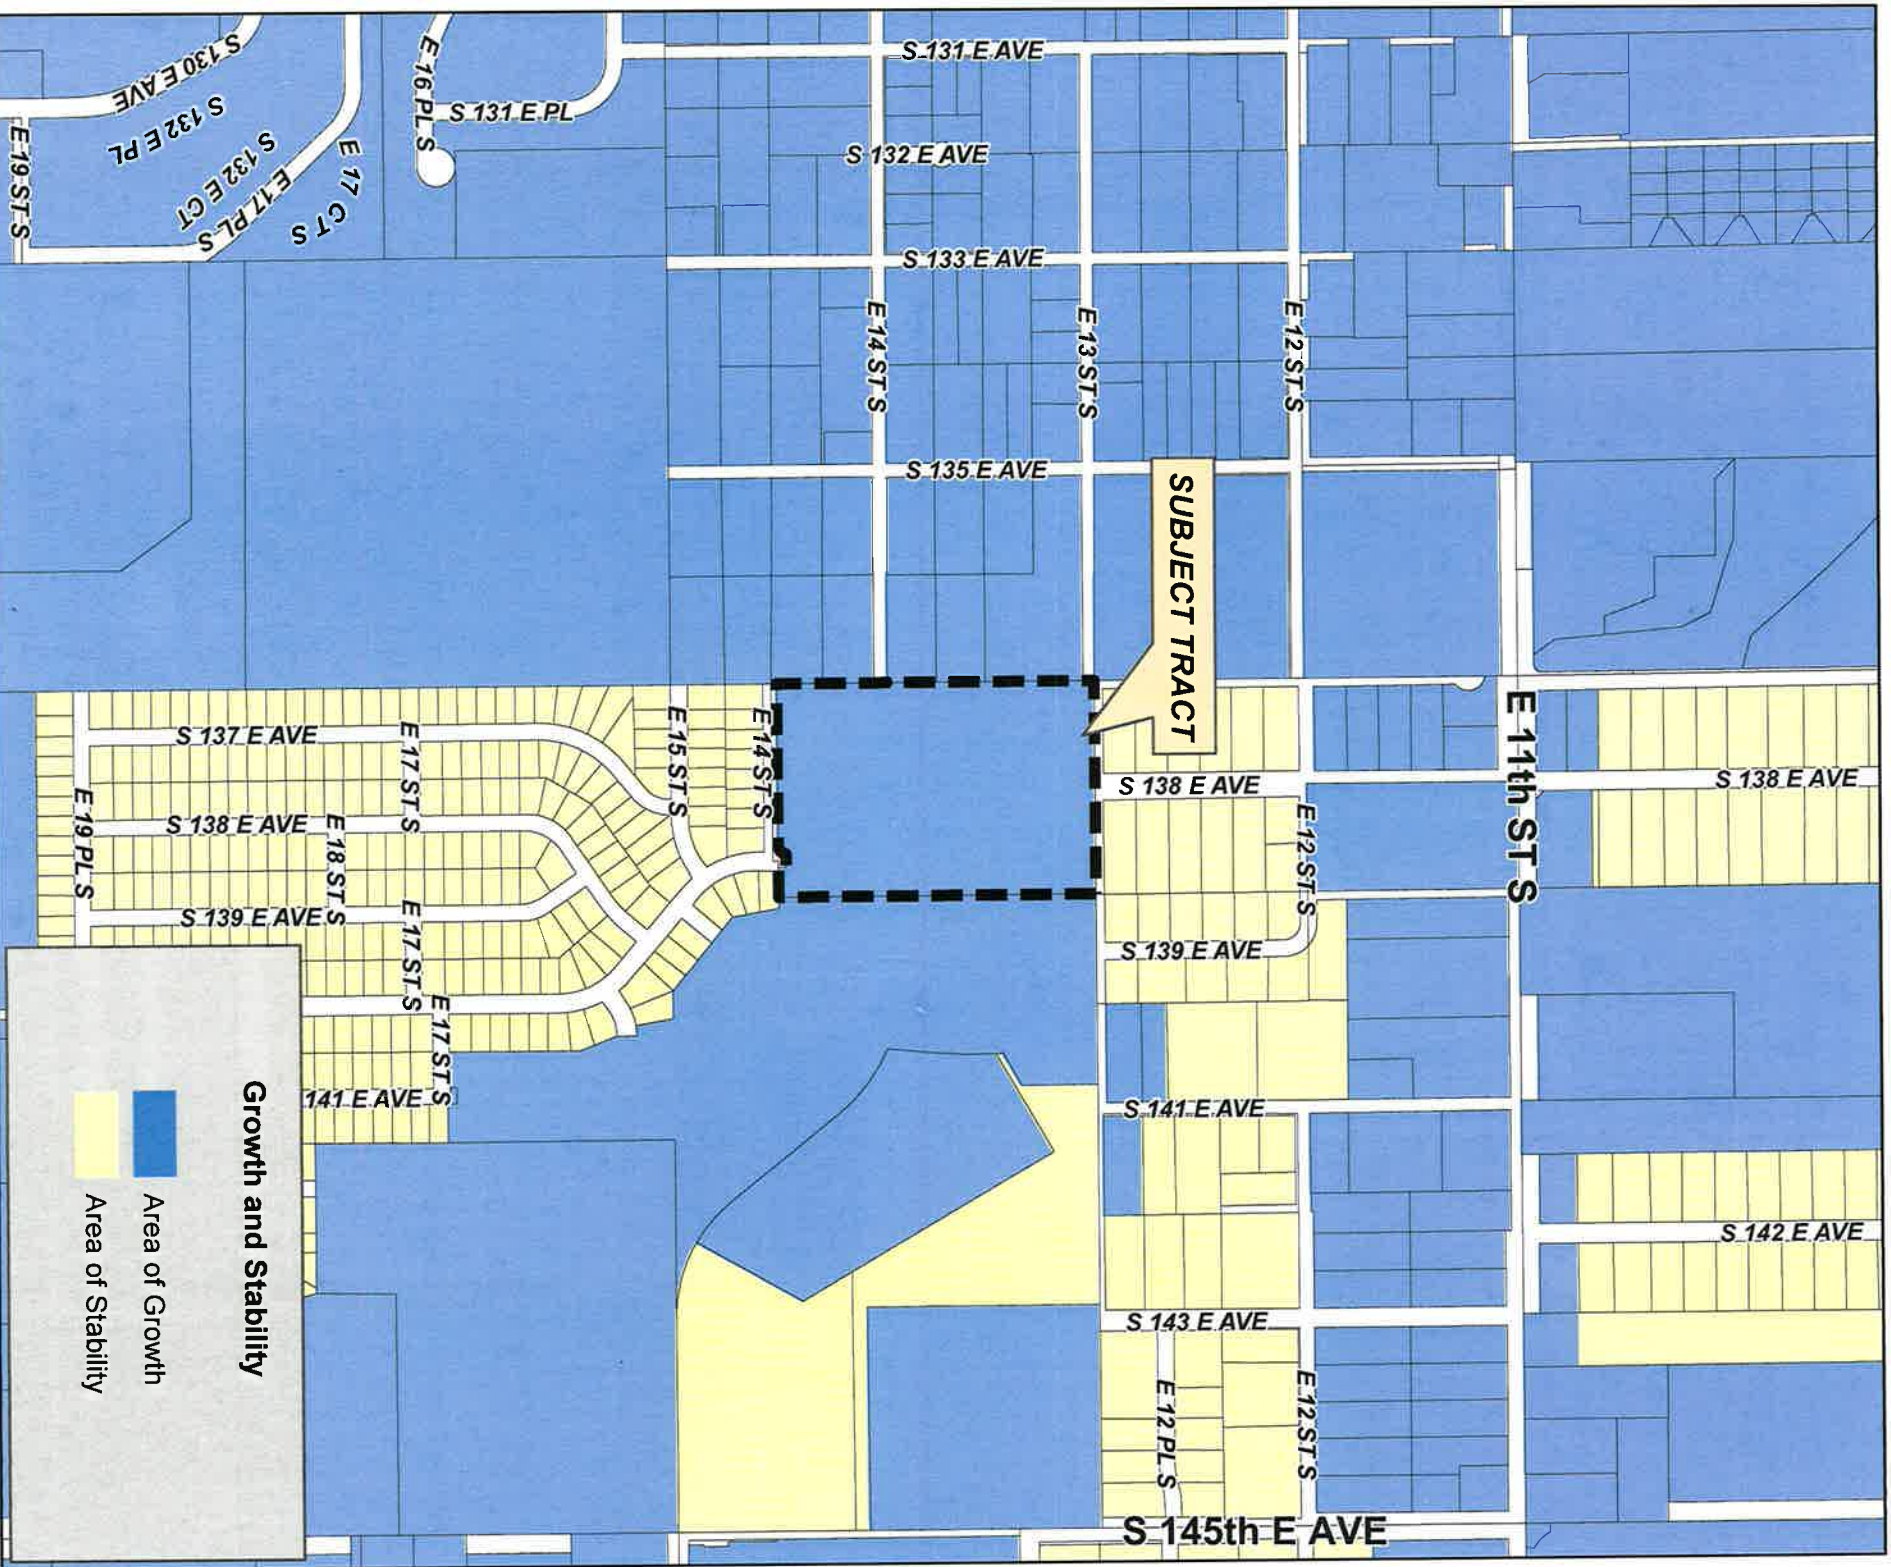 S 130 E AVE
S 132 E PL
S 132 E CT
E 17 PL S
E 17 CT S
E 19 ST S
E 16 PL S
S 131 E PL
S 131 E AVE
S 132 E AVE
S 133 E AVE
E 14 ST S
E 13 ST S
E 12 ST S
S 135 E AVE
SUBJECT TRACT
E 11th ST S
S 137 E AVE
E 17 ST S
E 15 ST S
E 14 ST S
S 138 E AVE
S 138 E AVE
E 19 PL S
S 138 E AVE
E 18 ST S
E 12 ST S
S 139 E AVE
E 17 ST S
S 139 E AVE
E 17 ST S
141 E AVE
S 141 E AVE
S 142 E AVE
S 143 E AVE
E 12 PL S
E 12 ST S
S 145th E AVE
Growth and Stability
Area of Growth
Area of Stability